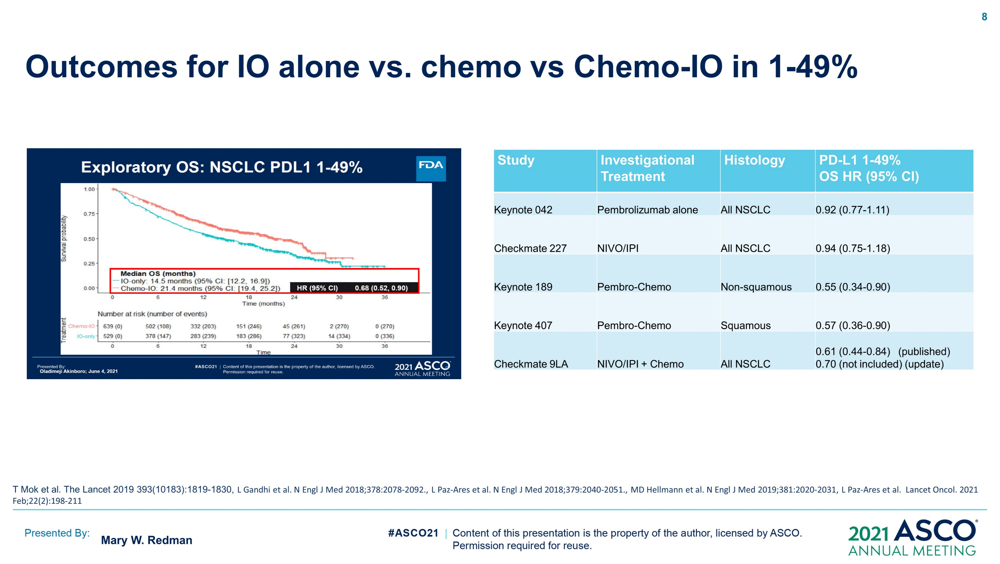 8
Outcomes for IO alone vs. chemo vs Chemo-IO in 1-49%
Exploratory OS: NSCLC PDL1 1-49%
FDA
Survival probability
1.00
0.75
0.50
0.25
0.00
Median OS (months)
IO-only: 14.5 months (95% CI: [12.2, 16.9])
Chemo-IO: 21.4 months (95% CI: [19.4, 25.2])
HR (95% CI) 0.68 (0.52, 0.90)
0 6 12 18 24 30 36
Time (months)
Number at risk (number of events)
Treatment
Chemo-IO 639 (0) 502 (108) 332 (203) 151 (246) 45 (261) 2 (270) 0 (270)
IO-only 529 (0) 378 (147) 283 (239) 183 (286) 77 (323) 14 (334) 0 (336)
0 6 12 18 24 30 36
Time
Presented By:
Oladimeji Akinboro; June 4, 2021
#ASCO21 | Content of this presentation is the property of the author, licensed by ASCO.
Permission required for reuse.
2021 ASCO
ANNUAL MEETING
Study Investigational Histology PD-L1 1-49%
Treatment OS HR (95% CI)
Keynote 042 Pembrolizumab alone All NSCLC 0.92 (0.77-1.11)
Checkmate 227 NIVO/IPI All NSCLC 0.94 (0.75-1.18)
Keynote 189 Pembro-Chemo Non-squamous 0.55 (0.34-0.90)
Keynote 407 Pembro-Chemo Squamous 0.57 (0.36-0.90)
0.61 (0.44-0.84) (published)
Checkmate 9LA NIVO/IPI + Chemo All NSCLC 0.70 (not included) (update)
T Mok et al. The Lancet 2019 393(10183):1819-1830, L Gandhi et al. N Engl J Med 2018;378:2078-2092., L Paz-Ares et al. N Engl J Med 2018;379:2040-2051., MD Hellmann et al. N Engl J Med 2019;381:2020-2031, L Paz-Ares et al. Lancet Oncol. 2021
Feb;22(2):198-211
Presented By:
Mary W. Redman
#ASCO21 | Content of this presentation is the property of the author, licensed by ASCO.
Permission required for reuse.
2021 ASCO®
ANNUAL MEETING